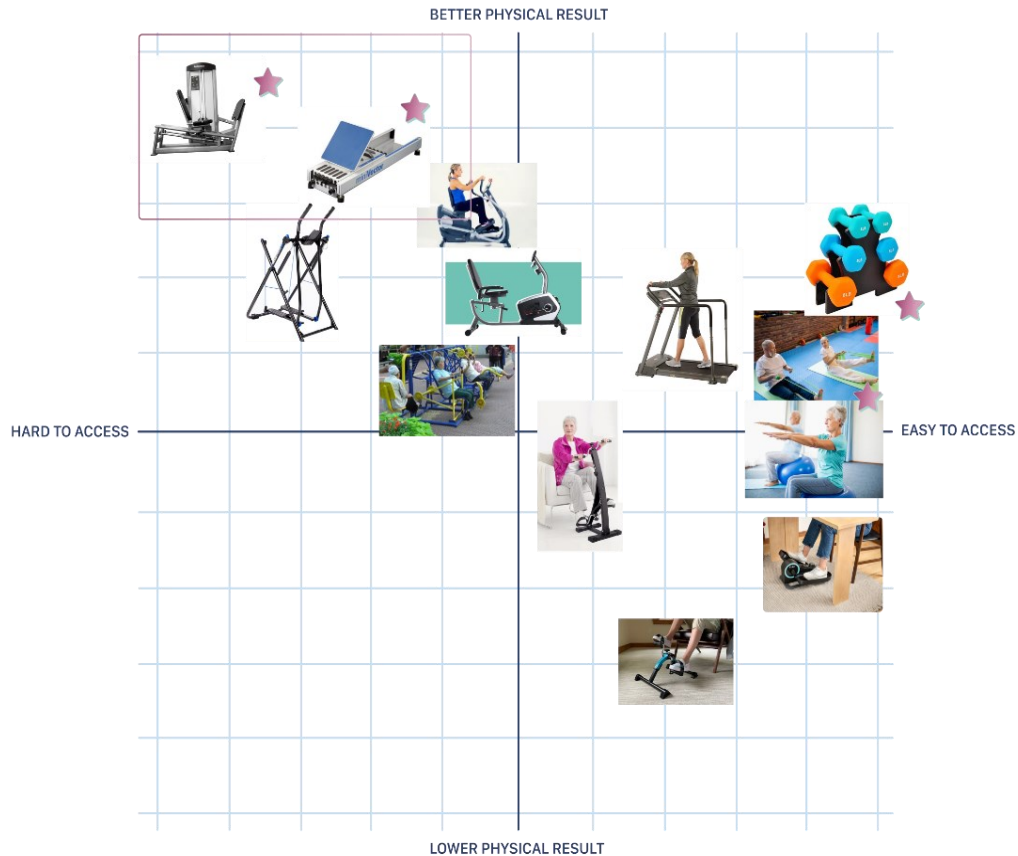 BETTER PHYSICAL RESULT
HARD TO ACCESS
EASY TO ACCESS
LOWER PHYSICAL RESULT